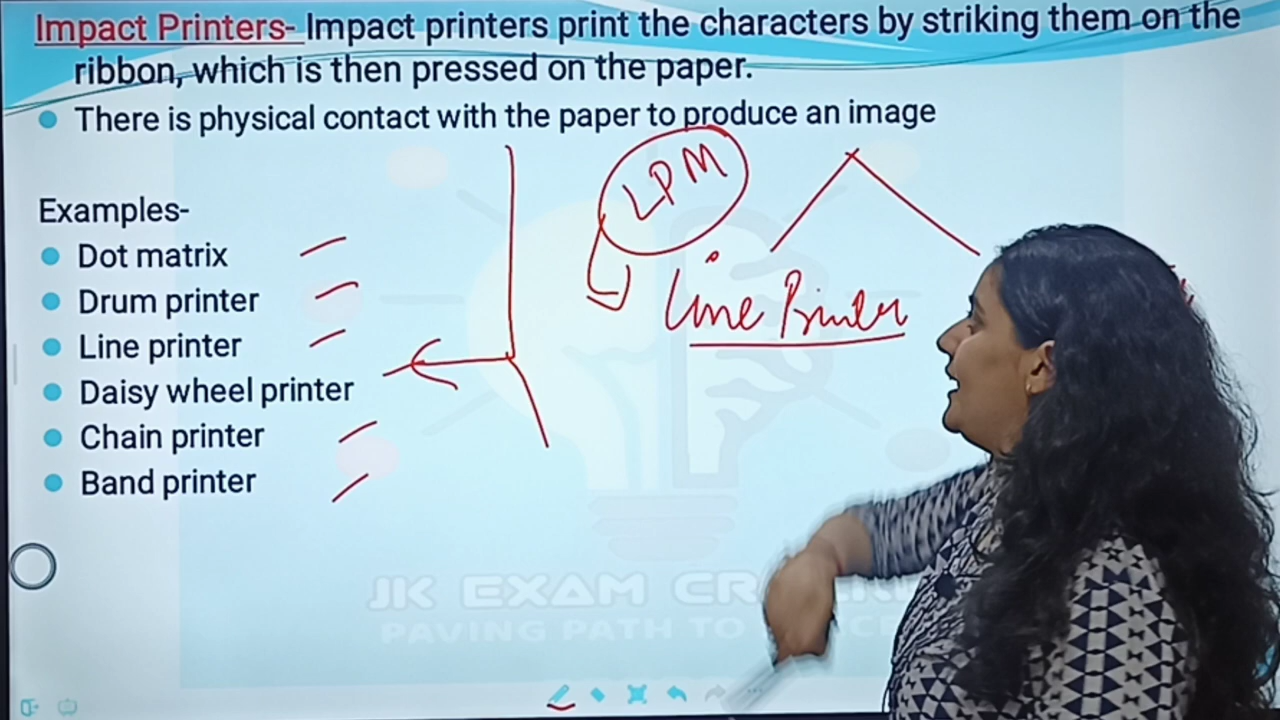 Impact Printers- Impact printers print the characters by striking them on the
ribbon, which is then pressed on the paper.
There is physical contact with the paper to produce an image
LPM
Examples-
Dot matrix
Drum printer
Line Printer
Line printer
Daisy wheel printer
Chain printer
Band printer
JK EXAM
PAVING PATH TO